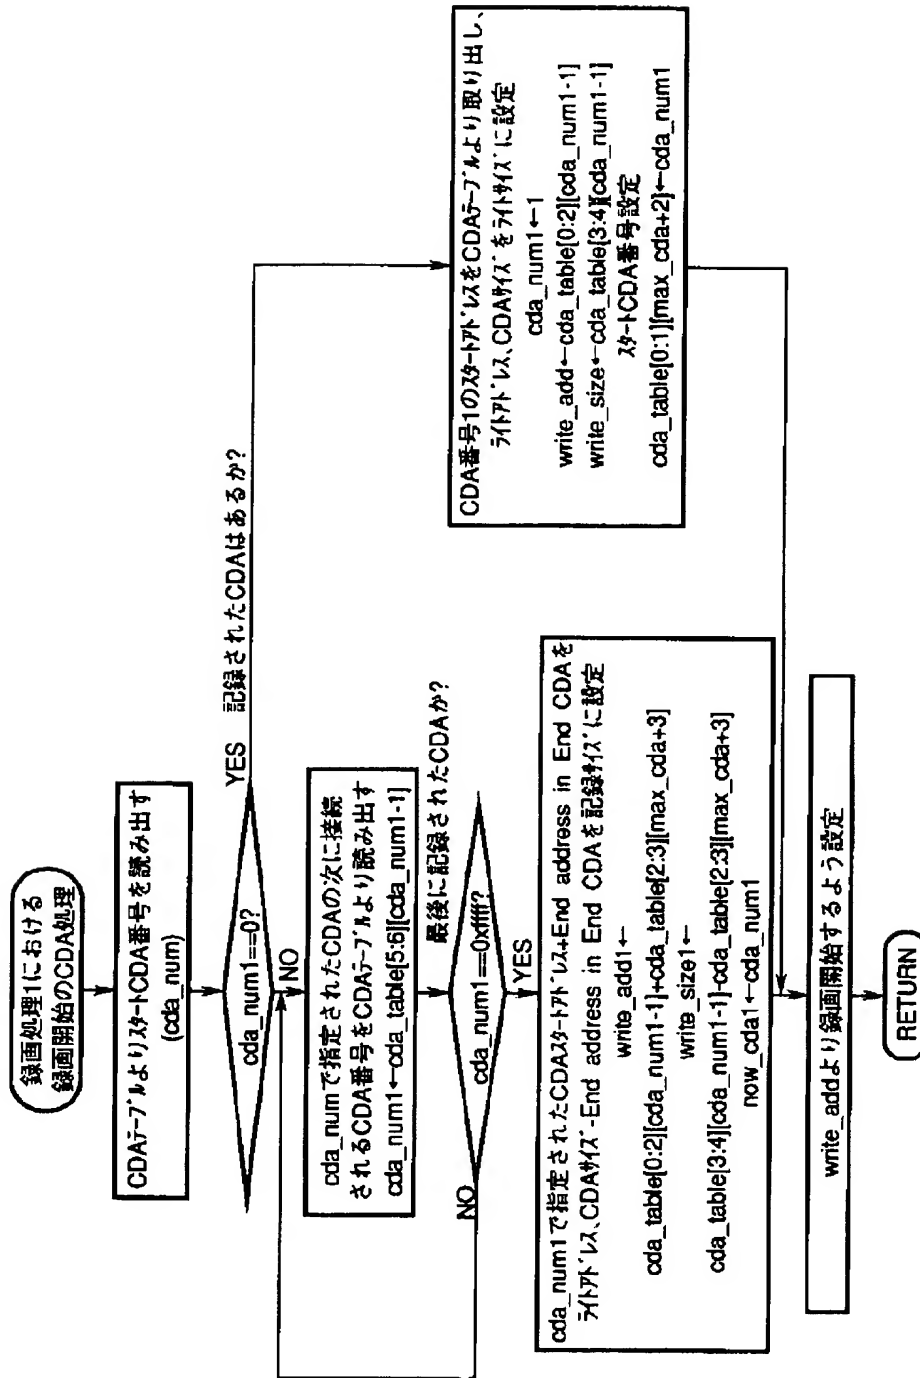 録画処理1における
録画開始のCDA処理
CDAテーブルよりスタートCDA番号を読み出す
(cda_num)
cda_num1==0?
YES 記録されたCDAはあるか?
NO
cda_numで指定されたCDAの次に接続
されるCDA番号をCDAテーブルより読み出す
cda_num1←cda_table[5:6][cda_num1-1]
最後に記録されたCDAか?
cda_num1==0xffff?
NO
YES
cda_num1で指定されたCDAスタートアドレス+End address in End CDAを
ライトアドレス、CDAサイズ-End address in End CDAを記録サイズに設定
write_add1←
cda_table[0:2][cda_num1-1]+cda_table[2:3][max_cda+3]
write_size1←
cda_table[3:4][cda_num1-1]-cda_table[2:3][max_cda+3]
now_cda1←cda_num1
CDA番号1のスタートアドレスをCDAテーブルより取り出し、
ライトアドレス、CDAサイズをライトサイズに設定
cda_num1←1
write_add←cda_table[0:2][cda_num1-1]
write_size←cda_table[3:4][cda_num1-1]
スタートCDA番号設定
cda_table[0:1][max_cda+2]←cda_num1
write_addより録画開始するよう設定
RETURN